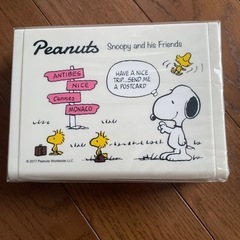 Peanuts
Snoopy and his Friends
ANTIBES
NICE
Cannes
MONACO
HAVE A NICE
TRIP...SEND ME
A POSTCARD
© 2017 Peanuts Worldwide LLC